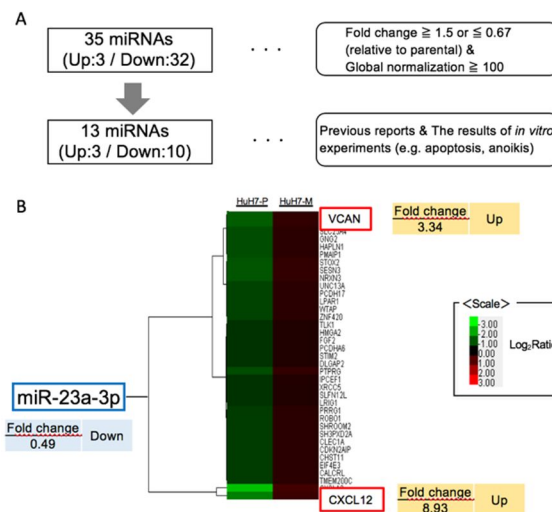 A
35 miRNAs
(Up:3 / Down:32)
. . .
Fold change ≧ 1.5 or ≦ 0.67
(relative to parental) &
Global normalization ≧ 100
13 miRNAs
(Up:3 / Down:10)
. . .
Previous reports & The results of in vitro
experiments (e.g. apoptosis, anoikis)
B
HuH7-P HuH7-M
VCAN
Fold change
3.34
Up
GNG2
HAPLN1
PMAIP1
STOX2
SESN3
NRXN3
UNC13A
PCDH17
LPAR1
WTAP
ZNF420
TLK1
HMGA2
FGF2
PCDHA6
STIM2
DLGAP2
PTPRG
IPCEF1
XRCC5
SLFN12L
LRIG1
PRRG1
ROBO1
SHROOM2
SH3PXD2A
CLEC1A
CDKN2AIP
CHST11
EIF4E3
CALCRL
TMEM200C
CXCL12
Fold change
8.93
Up
miR-23a-3p
Fold change
0.49
Down
<Scale>
-3.00
-2.00
-1.00
0.00
1.00
2.00
3.00
Log₂Ratio